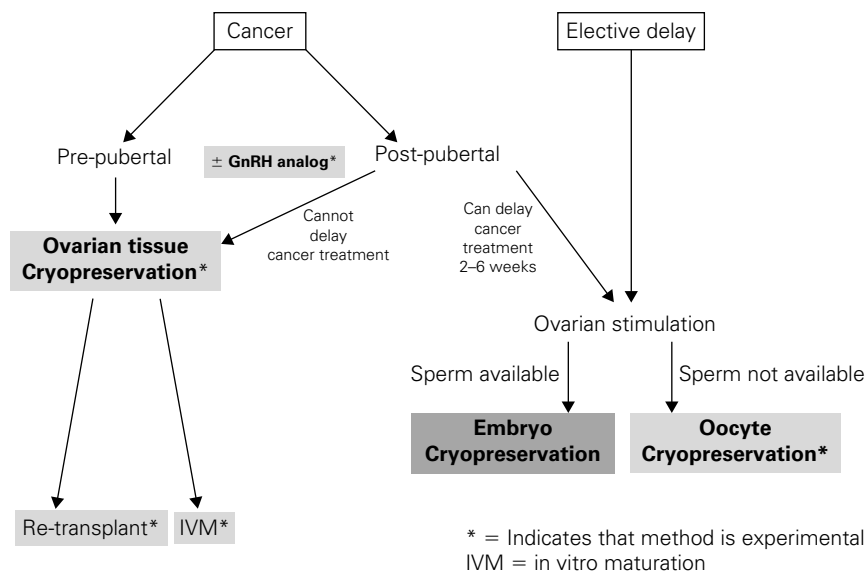 Cancer
Elective delay
Pre-pubertal
± GnRH analog*
Post-pubertal
Cannot
delay
cancer treatment
Can delay
cancer
treatment
2–6 weeks
Ovarian tissue
Cryopreservation*
Ovarian stimulation
Sperm available
Sperm not available
Embryo
Cryopreservation
Oocyte
Cryopreservation*
Re-transplant*
IVM*
* = Indicates that method is experimental
IVM = in vitro maturation